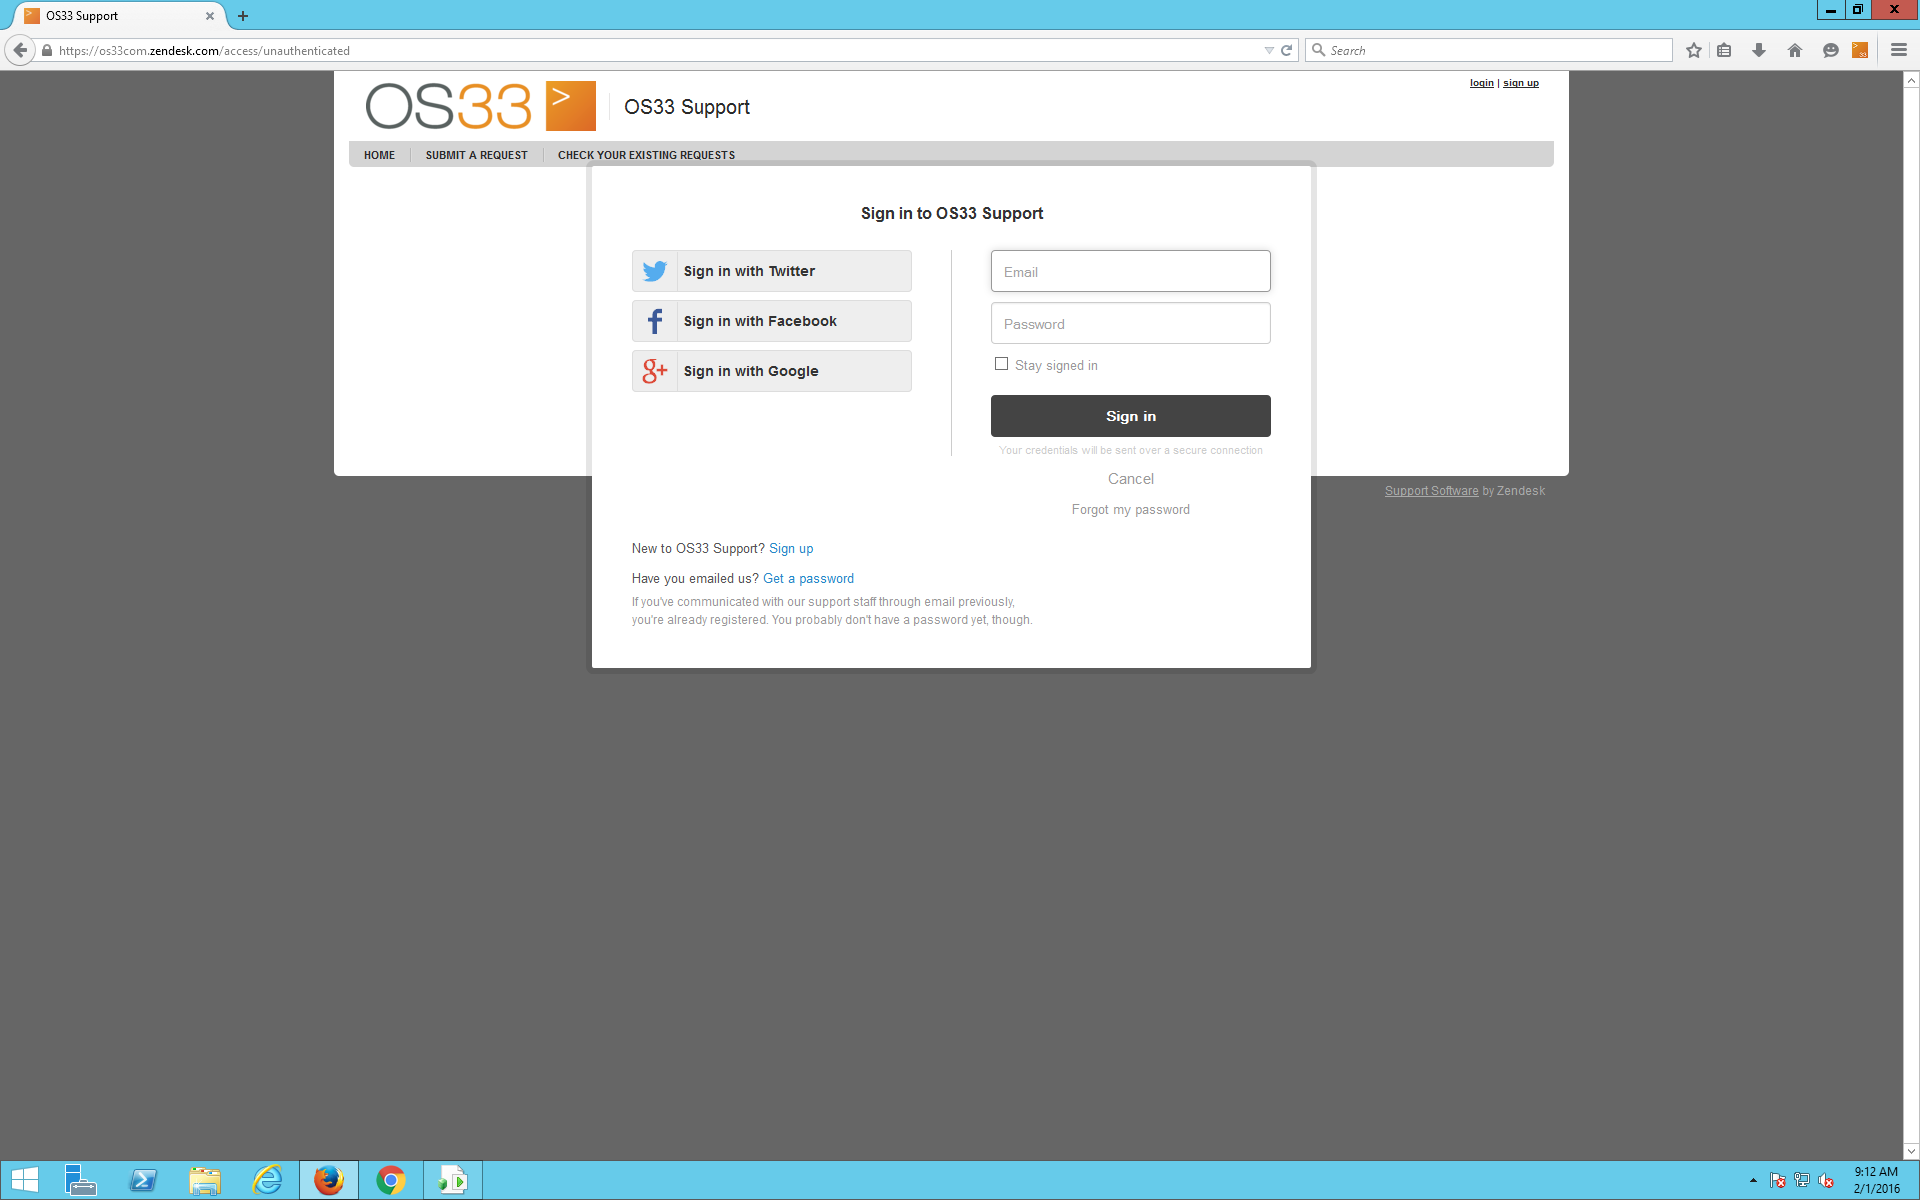 OS33 Support
https://os33com.zendesk.com/access/unauthenticated
Search
login | sign up
OS33 >
OS33 Support
HOME
SUBMIT A REQUEST
CHECK YOUR EXISTING REQUESTS
Sign in to OS33 Support
Sign in with Twitter
Sign in with Facebook
Sign in with Google
Email
Password
Stay signed in
Sign in
Your credentials will be sent over a secure connection
Cancel
Forgot my password
Support Software by Zendesk
New to OS33 Support? Sign up
Have you emailed us? Get a password
If you've communicated with our support staff through email previously,
you're already registered. You probably don't have a password yet, though.
9:12 AM
2/1/2016